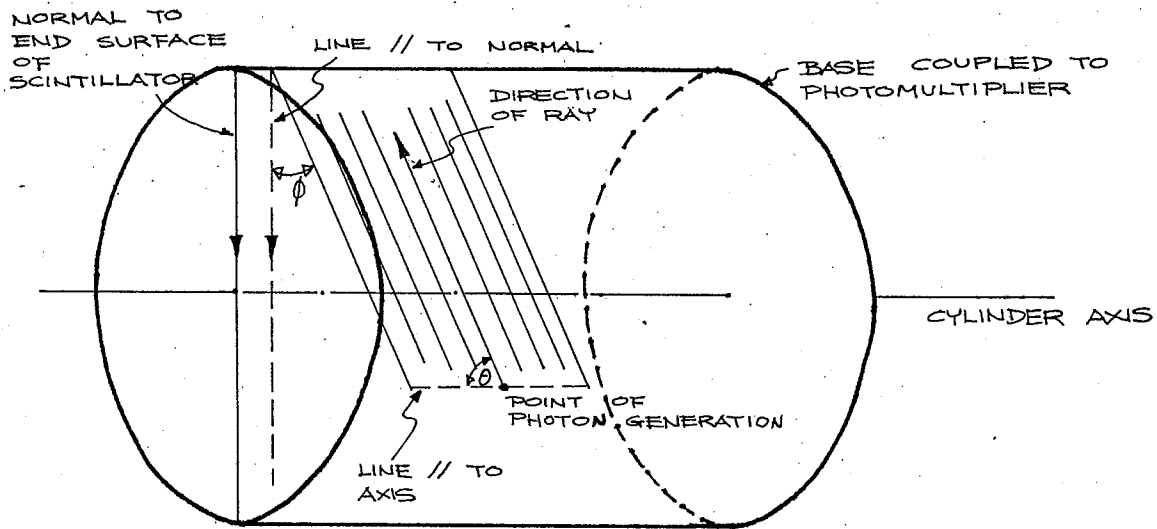 NORMAL TO
END SURFACE
OF
SCINTILLATOR
LINE // TO NORMAL
DIRECTION
OF RAY
BASE COUPLED TO
PHOTOMULTIPLIER
φ
CYLINDER AXIS
θ
POINT OF
PHOTON GENERATION
LINE // TO
AXIS